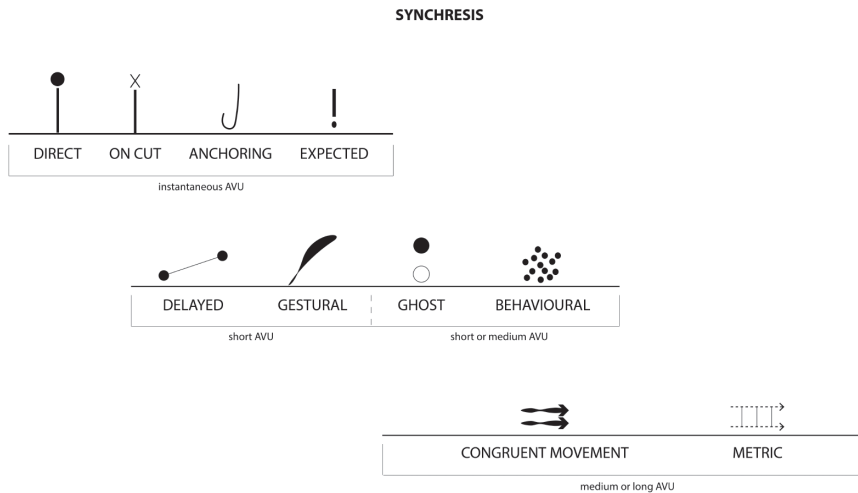 SYNCHRESIS
DIRECT ON CUT ANCHORING EXPECTED
instantaneous AVU
DELAYED GESTURAL GHOST BEHAVIOURAL
short AVU short or medium AVU
CONGRUENT MOVEMENT METRIC
medium or long AVU